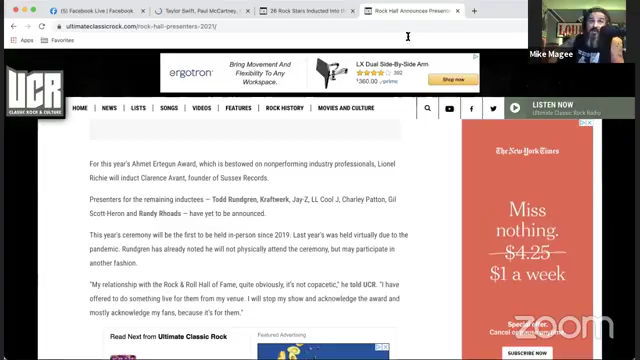 Facebook Live | Facebook
Taylor Swift, Paul McCartney,
26 Rock Stars Inducted Into th
Rock Hall Announces Presente
ultimateclassicrock.com/rock-hall-presenters-2021/
Apps
Favorites
Mike Magee
ergotron
BRING MOVEMENT AND
FLEXIBILITY TO ANY
WORKSPACE.
LX Dual Side-By-Side Arm
382
$360.00 prime
Shop now
UCR
CLASSIC ROCK & CULTURE
HOME
NEWS
LISTS
SONGS
VIDEOS
FEATURES
ROCK HISTORY
MOVIES AND CULTURE
LISTEN NOW
Ultimate Classic Rock Radio
For this year's Ahmet Ertegun Award, which is bestowed on nonperforming industry professionals, Lionel
Richie will induct Clarence Avant, founder of Sussex Records.
Presenters for the remaining inductees — Todd Rundgren, Kraftwerk, Jay-Z, LL Cool J, Charley Patton, Gil
Scott-Heron and Randy Rhoads — have yet to be announced.
This year's ceremony will be the first to be held in-person since 2019. Last year's was held virtually due to the
pandemic. Rundgren has already noted he will not physically attend the ceremony, but may participate in
another fashion.
"My relationship with the Rock & Roll Hall of Fame, quite obviously, it's not copacetic," he told UCR. "I have
offered to do something live for them from my venue. I will stop my show and acknowledge the award and
mostly acknowledge my fans, because it's for them."
Read Next from Ultimate Classic Rock
Featured Advertising
The New York Times
Miss
nothing.
$4.25
$1 a week
Special offer.
Cancel or pause anytime.
SUBSCRIBE NOW
zoom